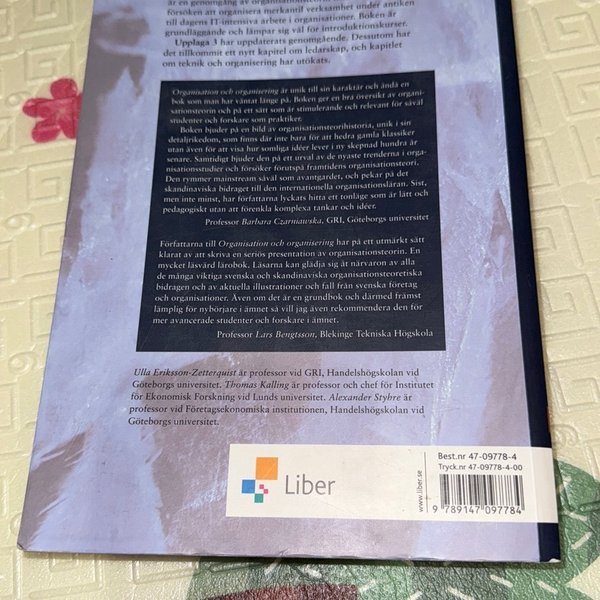 är en genomgång av organisationsteorin
försöken att organisera merkantil verksamhet under antiken
till dagens IT-intensiva arbete i organisationer. Boken är
grundläggande och lämpar sig väl för introduktionskurser.
Upplaga 3 har uppdaterats genomgående. Dessutom har
det tillkommit ett nytt kapitel om ledarskap, och kapitlet
om teknik och organisering har utökats.
Organisation och organisering är unik till sin karaktär och ändå en
bok som man har väntat länge på. Boken ger en bra översikt av organi-
sationsteorin och på ett sätt som är stimulerande och relevant för såväl
studenter och forskare som praktiker.
Boken bjuder på en bild av organisationsteorihistoria, unik i sin
detaljrikedom, som finns där inte bara för att hedra gamla klassiker
utan även för att visa hur somliga idéer lever i ny skepnad hundra år
senare. Samtidigt bjuder den på ett urval av de nyaste trenderna i orga-
nisationsstudier och försöker förutspå framtidens organisationsteori.
Den rymmer mainstream såväl som avantgardet, och pekar på det
skandinaviska bidraget till den internationella organisationsläran. Sist,
men inte minst, har författarna lyckats hitta ett tonläge som är lätt och
pedagogiskt utan att förenkla komplexa tankar och idéer.
Professor Barbara Czarniawska, GRI, Göteborgs universitet
Författarna till Organisation och organisering har på ett utmärkt sätt
klarat av att skriva en seriös presentation av organisationsteorin. En
mycket läsvärd lärobok. Läsarna kan glädja sig åt närvaron av alla
de många viktiga svenska och skandinaviska organisationsteoretiska
bidragen och av aktuella illustrationer och fall från svenska företag
och organisationer. Även om det är en grundbok och därmed främst
lämplig för nybörjare i ämnet så vill jag även rekommendera den för
mer avancerade studenter och forskare i ämnet.
Professor Lars Bengtsson, Blekinge Tekniska Högskola
Ulla Eriksson-Zetterquist är professor vid GRI, Handelshögskolan vid
Göteborgs universitet. Thomas Kalling är professor och chef för Institutet
för Ekonomisk Forskning vid Lunds universitet. Alexander Styhre är
professor vid Företagsekonomiska institutionen, Handelshögskolan vid
Göteborgs universitet.
Liber
www.liber.se
Best.nr 47-09778-4
Tryck.nr 47-09778-4-00
9 789147 097784